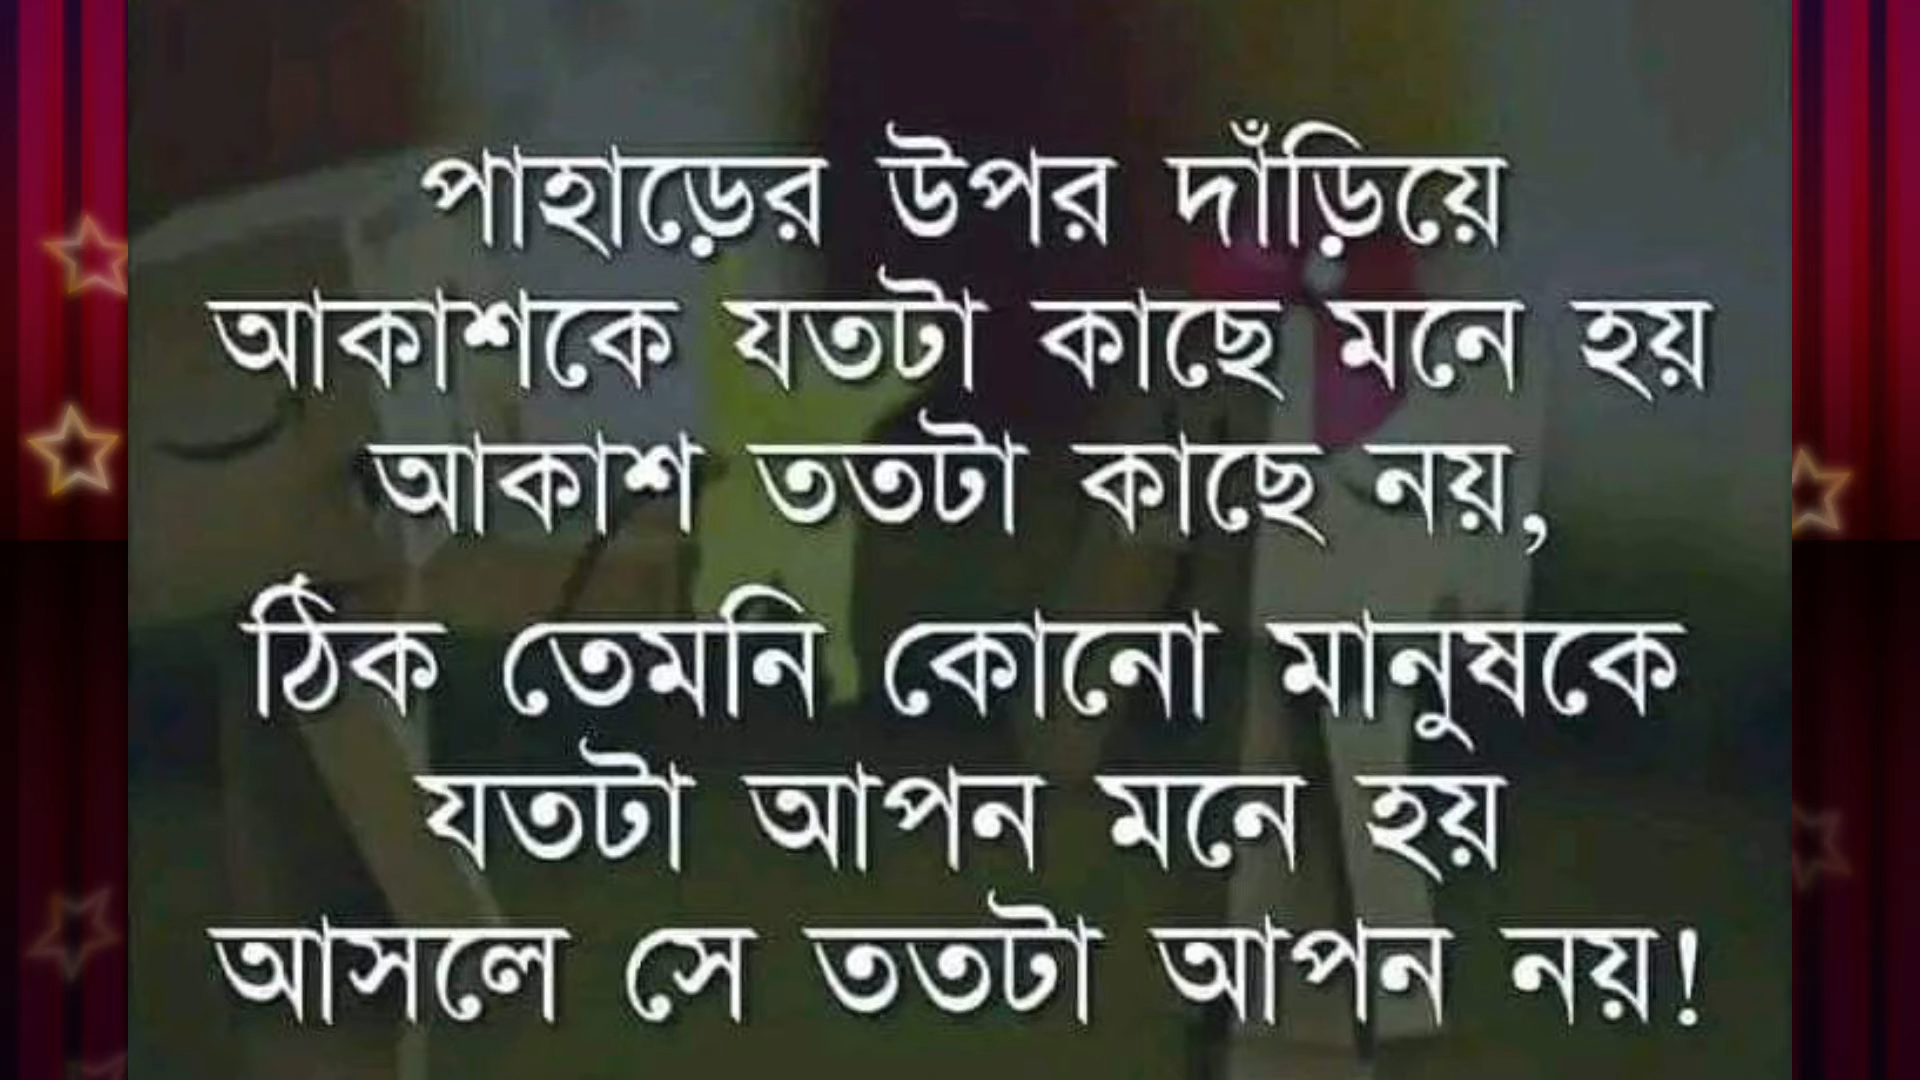 পাহাড়ের উপর দাঁড়িয়ে
আকাশকে যতটা কাছে মনে হয়
আকাশ ততটা কাছে নয়,
ঠিক তেমনি কোনো মানুষকে
যতটা আপন মনে হয়
আসলে সে ততটা আপন নয়!